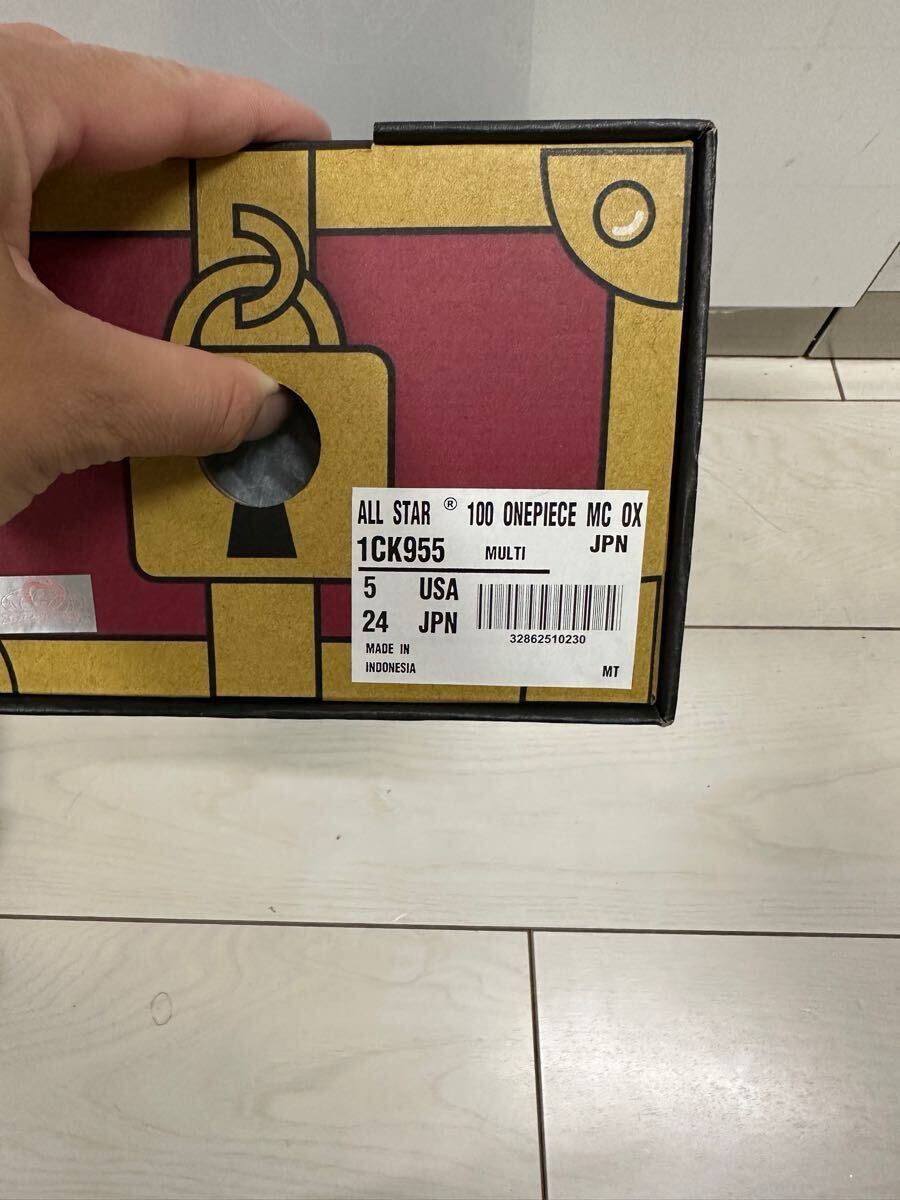 ALL STAR ® 100 ONEPIECE MC OX
1CK955 MULTI JPN
5 USA
24 JPN
32862510230
MADE IN
INDONESIA
MT